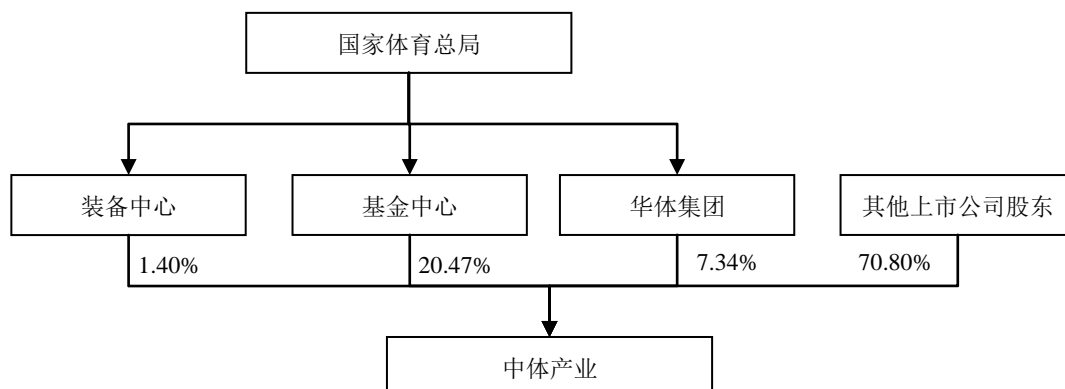 国家体育总局
装备中心
基金中心
华体集团
其他上市公司股东
1.40%
20.47%
7.34%
70.80%
中体产业